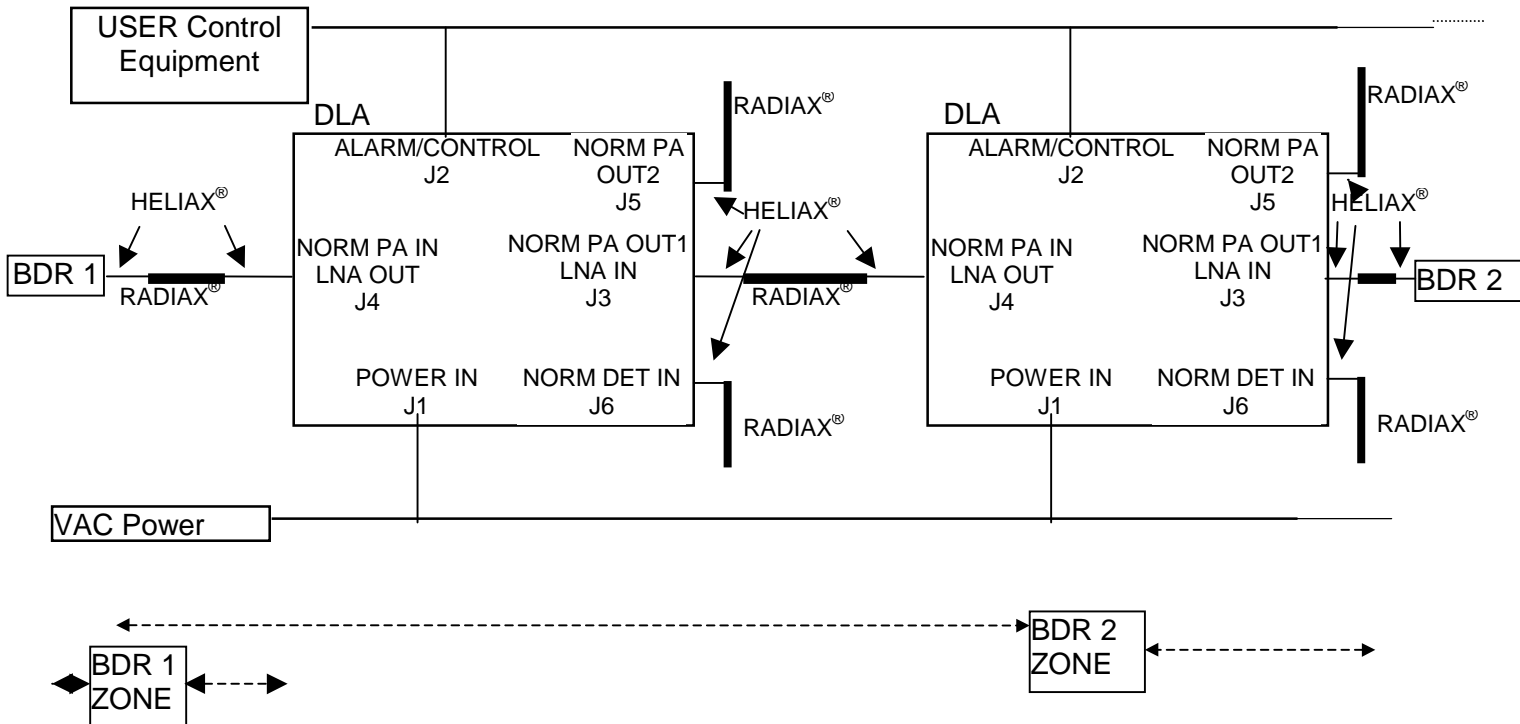 USER Control
Equipment
DLA
ALARM/CONTROL
J2
NORM PA
OUT2
J5
RADIAX®
HELIAX®
BDR 1
RADIAX®
NORM PA IN
LNA OUT
J4
NORM PA OUT1
LNA IN
J3
HELIAX®
RADIAX®
POWER IN
J1
NORM DET IN
J6
RADIAX®
DLA
ALARM/CONTROL
J2
NORM PA
OUT2
J5
RADIAX®
NORM PA IN
LNA OUT
J4
NORM PA OUT1
LNA IN
J3
HELIAX®
BDR 2
POWER IN
J1
NORM DET IN
J6
RADIAX®
VAC Power
BDR 1
ZONE
BDR 2
ZONE